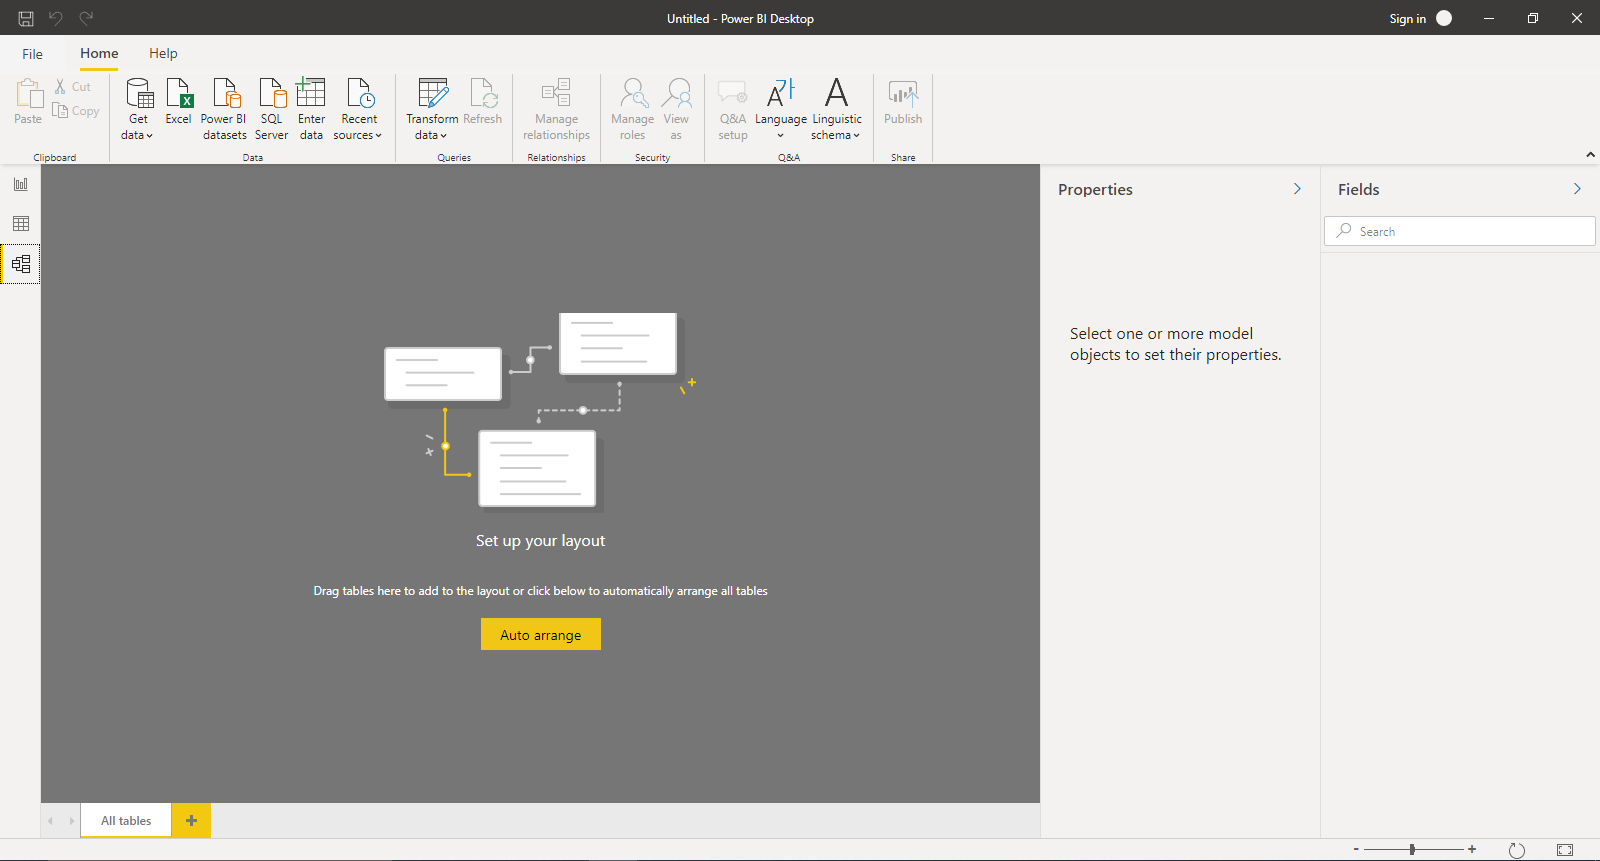 Untitled - Power BI Desktop
Sign in
File
Home
Help
Paste
Cut
Copy
Clipboard
Get
data
Excel
Power BI
datasets
SQL
Server
Enter
data
Recent
sources
Data
Transform
data
Refresh
Queries
Manage
relationships
Relationships
Manage
roles
View
as
Security
Q&A
setup
가
A
Language
A
Linguistic
schema
Q&A
Publish
Share
Properties
Select one or more model
objects to set their properties.
Fields
Search
Set up your layout
Drag tables here to add to the layout or click below to automatically arrange all tables
Auto arrange
All tables
+
-
+